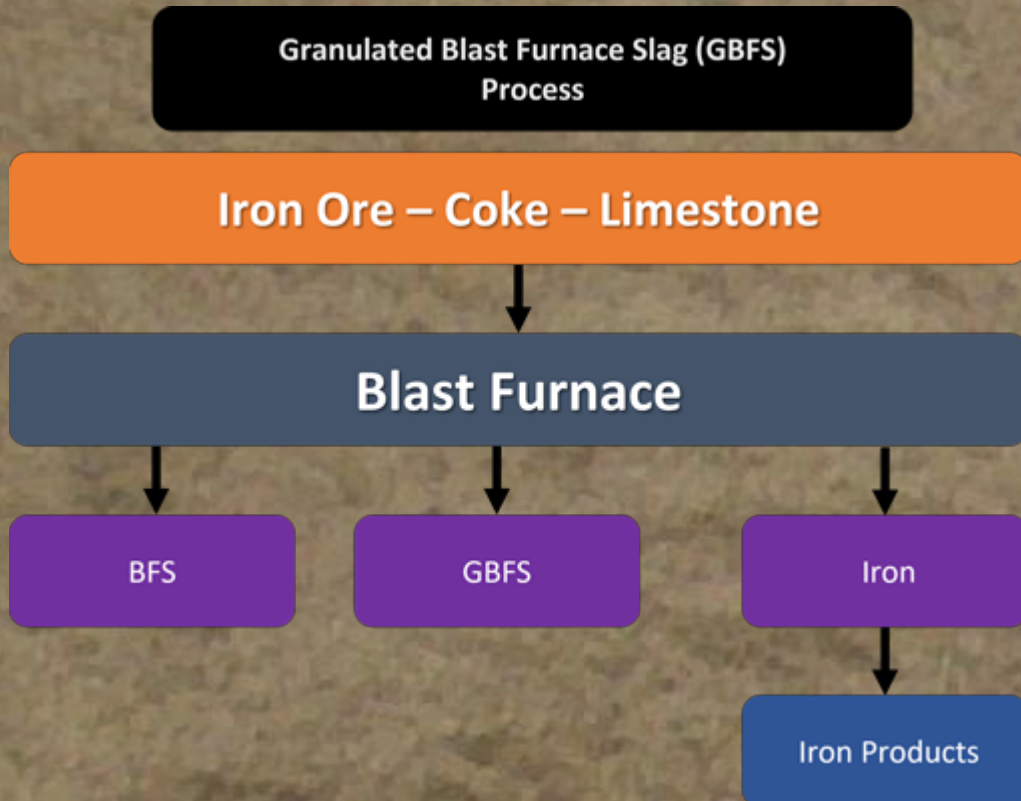 Granulated Blast Furnace Slag (GBFS)
Process
Iron Ore – Coke – Limestone
Blast Furnace
BFS
GBFS
Iron
Iron Products